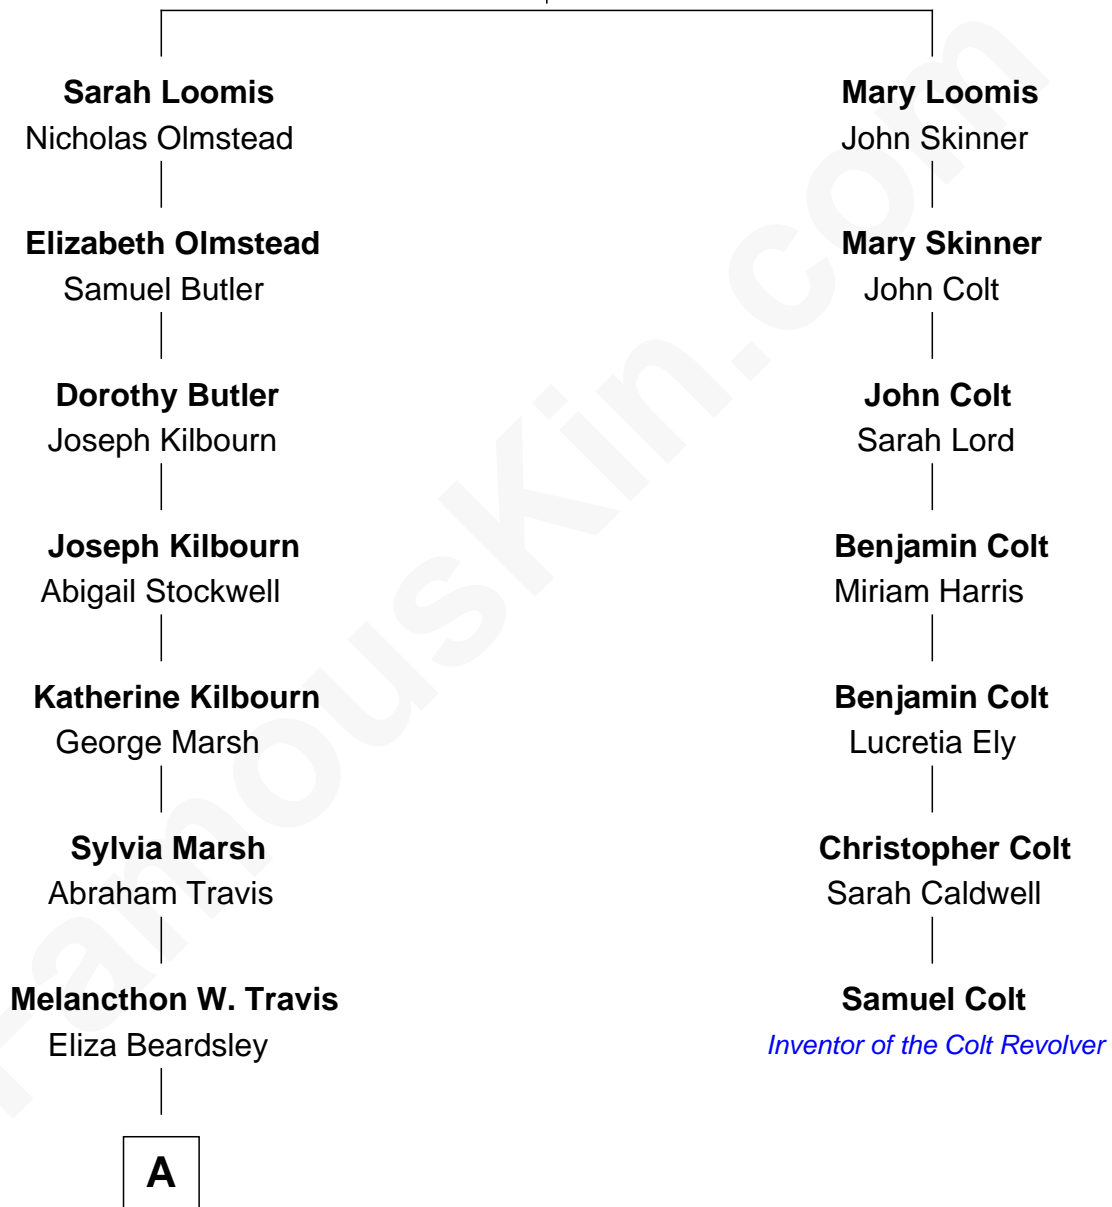 Sarah Loomis
Nicholas Olmstead
Mary Loomis
John Skinner
Elizabeth Olmstead
Samuel Butler
Mary Skinner
John Colt
Dorothy Butler
Joseph Kilbourn
John Colt
Sarah Lord
Joseph Kilbourn
Abigail Stockwell
Benjamin Colt
Miriam Harris
Katherine Kilbourn
George Marsh
Benjamin Colt
Lucretia Ely
Sylvia Marsh
Abraham Travis
Christopher Colt
Sarah Caldwell
Melancthon W. Travis
Eliza Beardsley
Samuel Colt
Inventor of the Colt Revolver
A
FamousKin.com